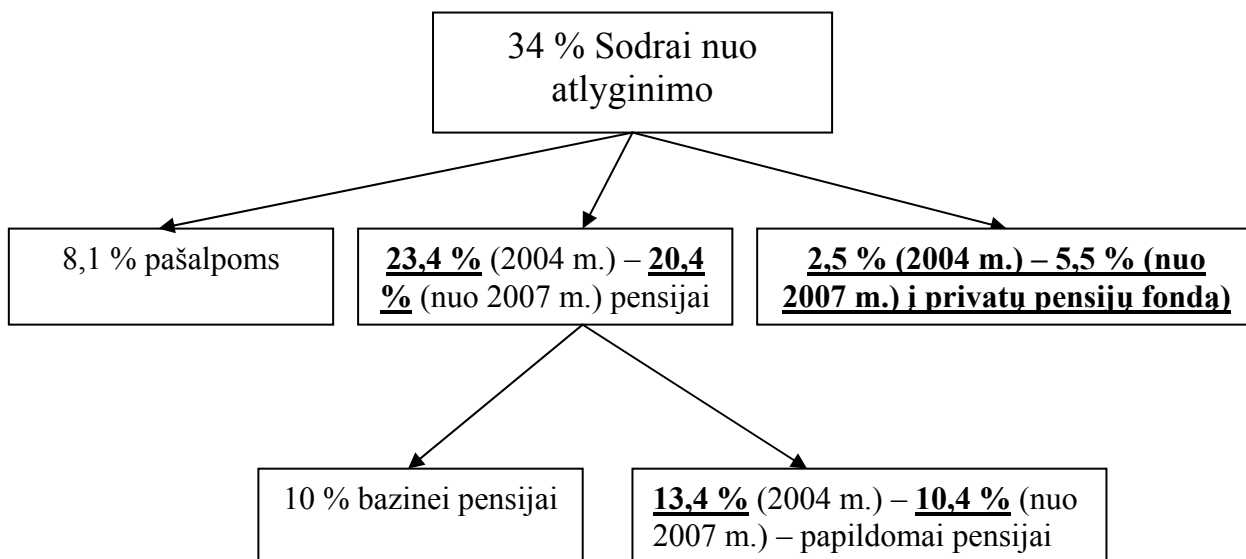 34 % Sodrai nuo
atlyginimo
8,1 % pašalpoms
23,4 % (2004 m.) – 20,4
% (nuo 2007 m.) pensijai
2,5 % (2004 m.) – 5,5 % (nuo
2007 m.) į privatų pensijų fondą)
10 % bazinei pensijai
13,4 % (2004 m.) – 10,4 % (nuo
2007 m.) – papildomai pensijai